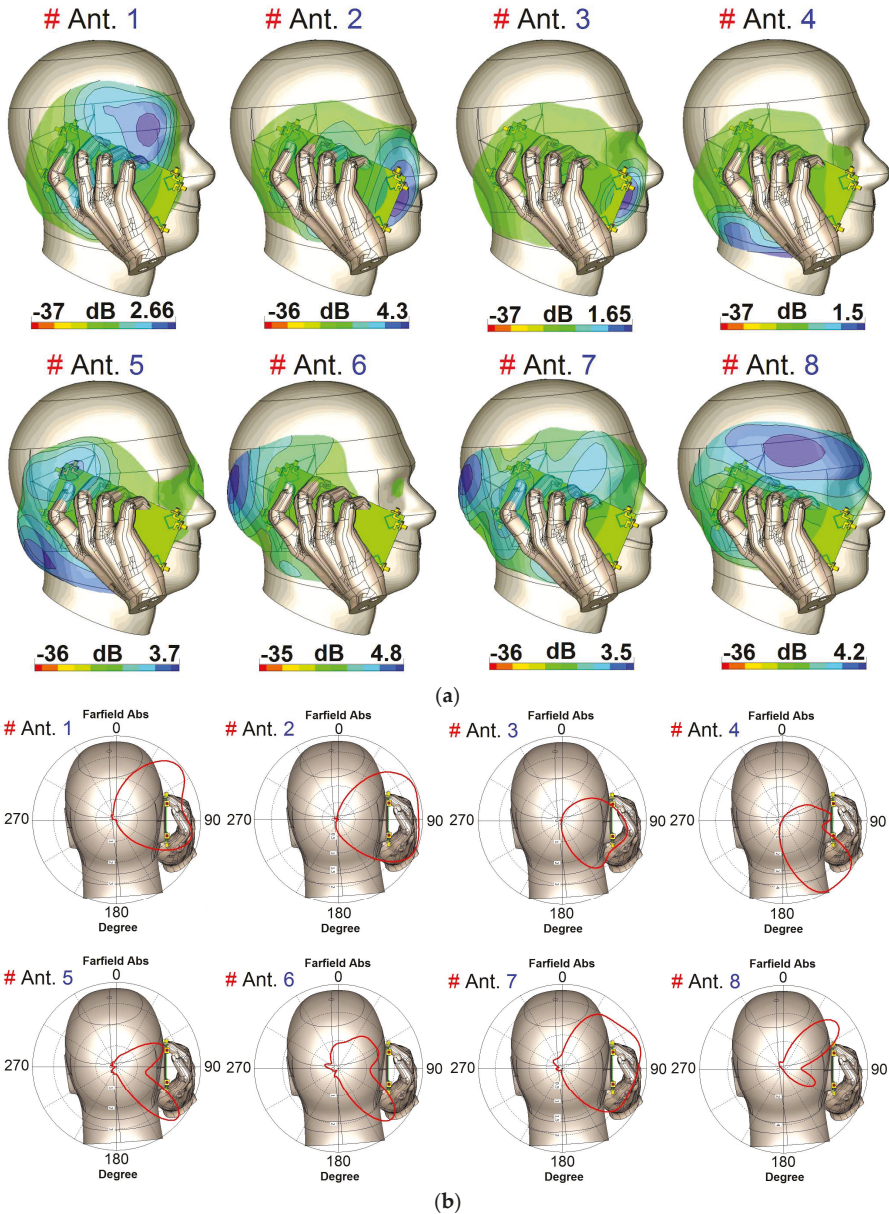 # Ant. 1 # Ant. 2 # Ant. 3 # Ant. 4
-37 dB 2.66 -36 dB 4.3 -37 dB 1.65 -37 dB 1.5
# Ant. 5 # Ant. 6 # Ant. 7 # Ant. 8
-36 dB 3.7 -35 dB 4.8 -36 dB 3.5 -36 dB 4.2
(a)
Farfield Abs Farfield Abs Farfield Abs Farfield Abs
# Ant. 1 0 # Ant. 2 0 # Ant. 3 0 # Ant. 4 0
270 90 270 90 270 90 270 90
180 180 180 180
Degree Degree Degree Degree
Farfield Abs Farfield Abs Farfield Abs Farfield Abs
# Ant. 5 0 # Ant. 6 0 # Ant. 7 0 # Ant. 8 0
270 90 270 90 270 90 270 90
180 180 180 180
Degree Degree Degree Degree
(b)